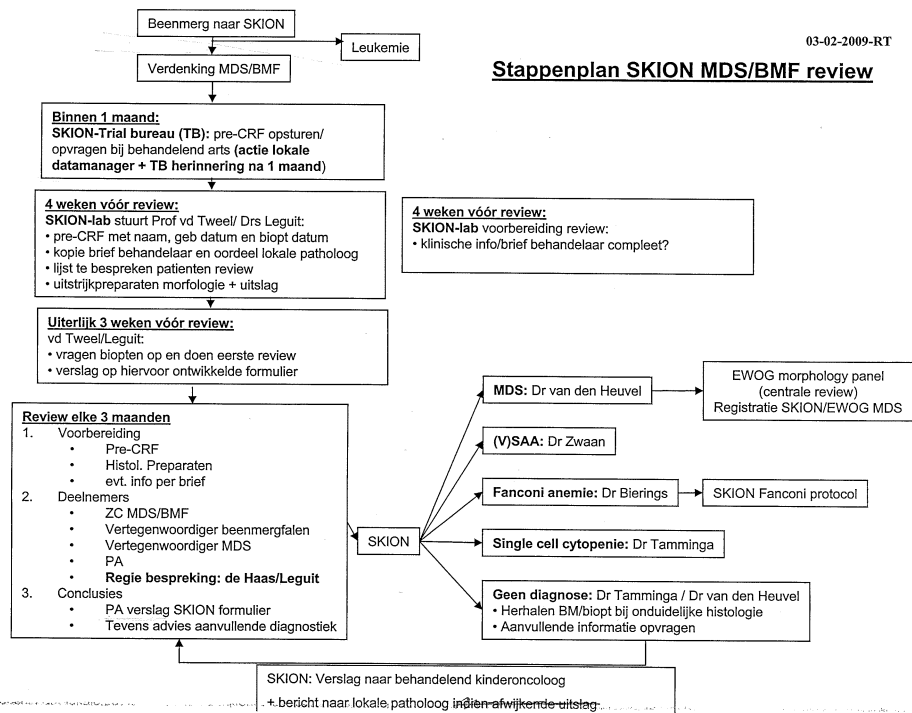 03-02-2009-RT
Stappenplan SKION MDS/BMF review
Beenmerg naar SKION
Leukemie
Verdenking MDS/BMF
Binnen 1 maand:
SKION-Trial bureau (TB): pre-CRF opsturen/
opvragen bij behandelend arts (actie lokale
datamanager + TB herinnering na 1 maand)
4 weken vóór review:
SKION-lab stuurt Prof vd Tweel/ Drs Leguit:
• pre-CRF met naam, geb datum en biopt datum
• kopie brief behandelaar en oordeel lokale patholoog
• lijst te bespreken patienten review
• uitstrijkpreparaten morfologie + uitslag
4 weken vóór review:
SKION-lab voorbereiding review:
• klinische info/brief behandelaar compleet?
Uiterlijk 3 weken vóór review:
vd Tweel/Leguit:
• vragen biopten op en doen eerste review
• verslag op hiervoor ontwikkelde formulier
Review elke 3 maanden
1. Voorbereiding
• Pre-CRF
• Histol. Preparaten
• evt. info per brief
2. Deelnemers
• ZC MDS/BMF
• Vertegenwoordiger beenmergfalen
• Vertegenwoordiger MDS
• PA
• Regie bespreking: de Haas/Leguit
3. Conclusies
• PA verslag SKION formulier
• Tevens advies aanvullende diagnostiek
SKION
MDS: Dr van den Heuvel
EWOG morphology panel
(centrale review)
Registratie SKION/EWOG MDS
(V)SAA: Dr Zwaan
Fanconi anemie: Dr Bierings
SKION Fanconi protocol
Single cell cytopenie: Dr Tamminga
Geen diagnose: Dr Tamminga / Dr van den Heuvel
• Herhalen BM/biopt bij onduidelijke histologie
• Aanvullende informatie opvragen
SKION: Verslag naar behandelend kinderoncoloog
+ bericht naar lokale patholoog indien afwijkende uitslag